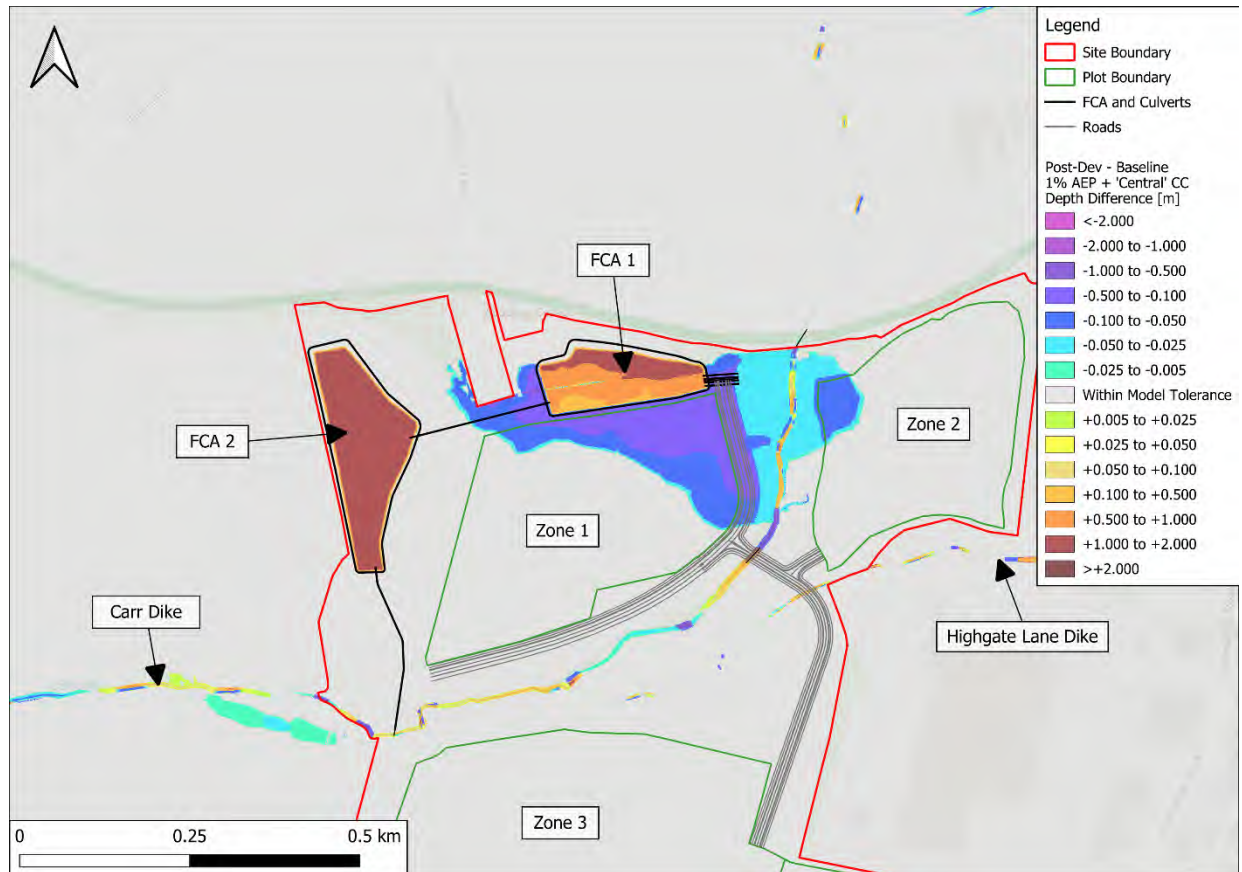 Legend
Site Boundary
Plot Boundary
FCA and Culverts
Roads
Post-Dev - Baseline
1% AEP + 'Central' CC
Depth Difference [m]
<-2.000
-2.000 to -1.000
-1.000 to -0.500
-0.500 to -0.100
-0.100 to -0.050
-0.050 to -0.025
-0.025 to -0.005
Within Model Tolerance
+0.005 to +0.025
+0.025 to +0.050
+0.050 to +0.100
+0.100 to +0.500
+0.500 to +1.000
+1.000 to +2.000
>+2.000
FCA 1
FCA 2
Zone 2
Zone 1
Carr Dike
Highgate Lane Dike
Zone 3
0 0.25 0.5 km